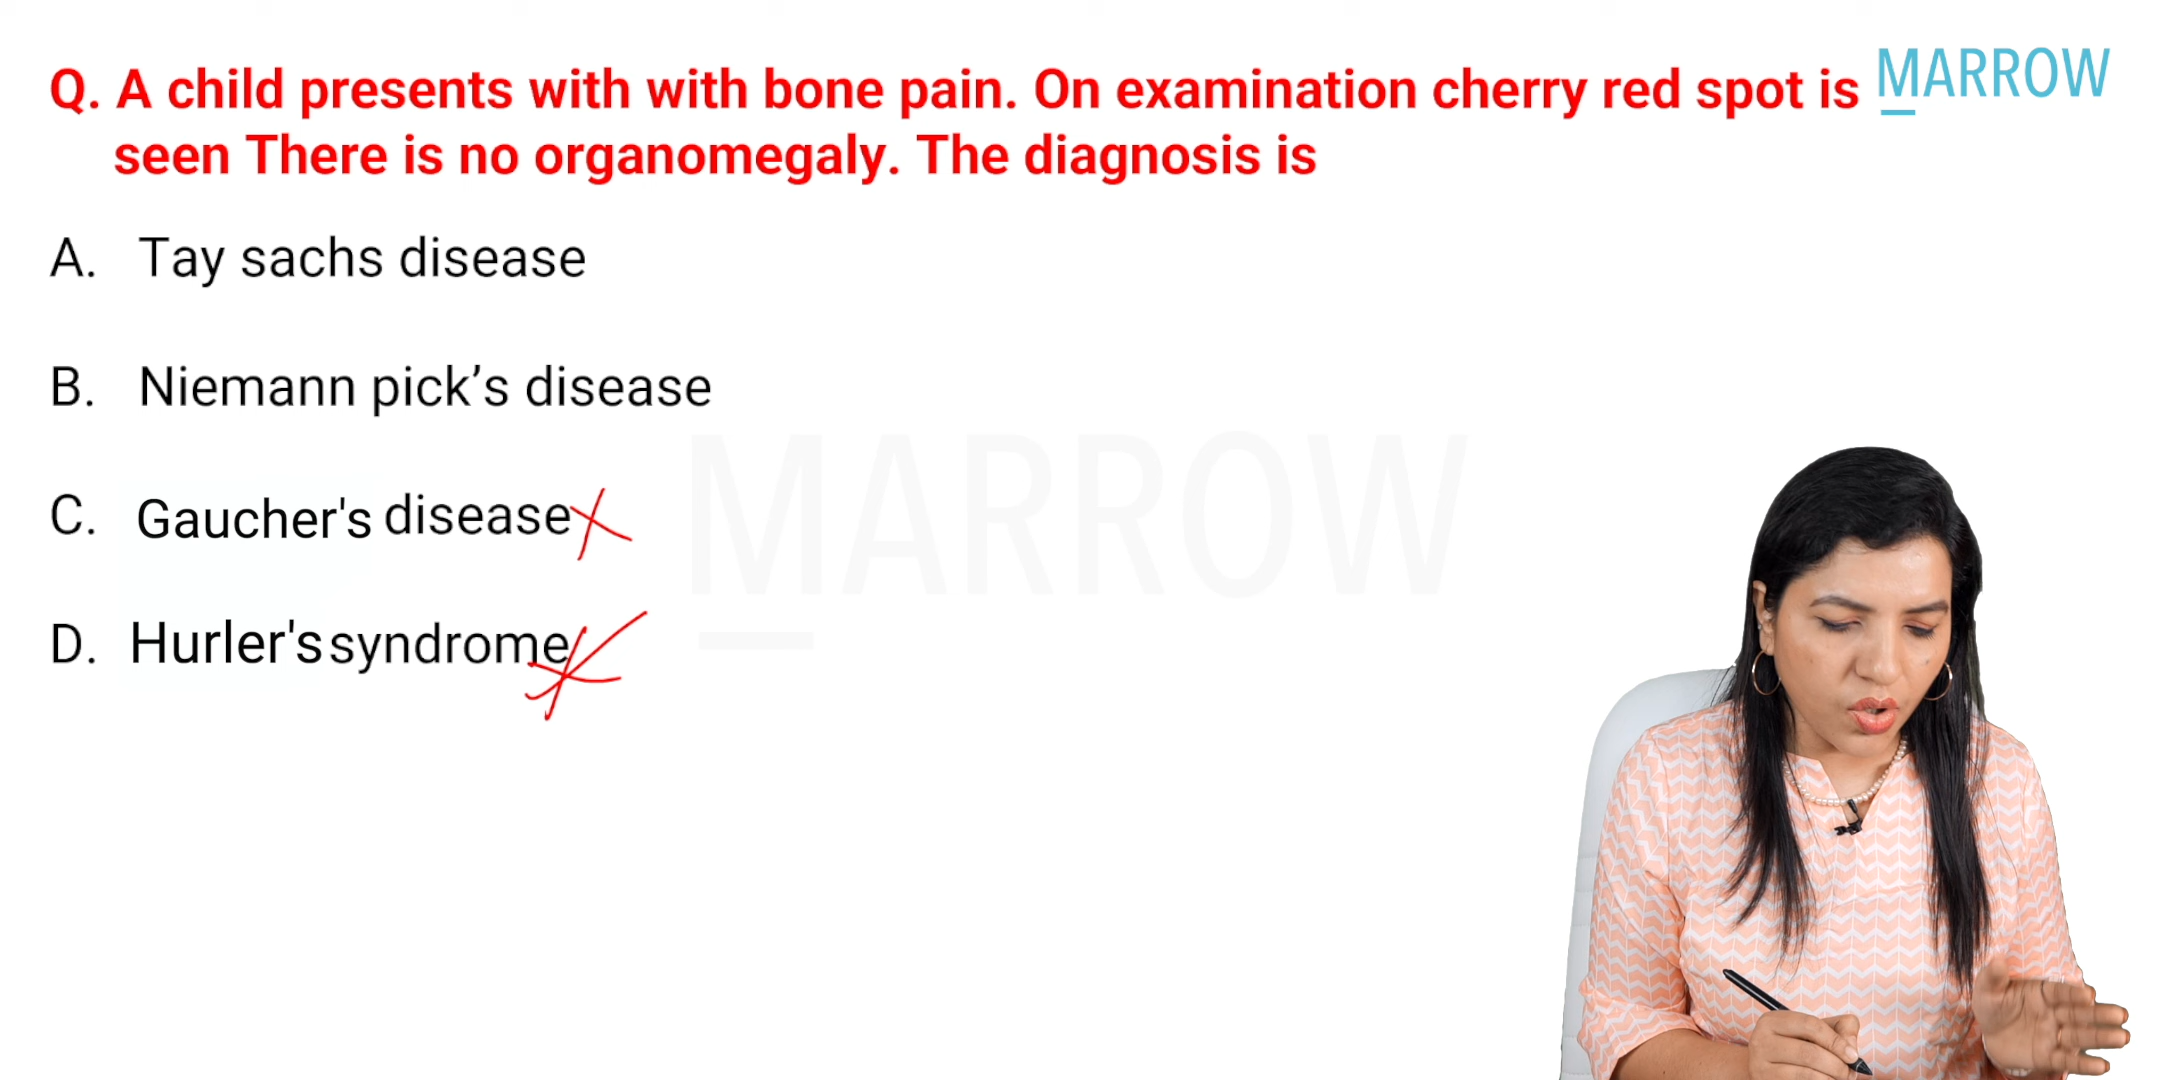 Q. A child presents with with bone pain. On examination cherry red spot is
MARROW
seen There is no organomegaly. The diagnosis is
A. Tay sachs disease
B. Niemann pick’s disease
MARROW
C. Gaucher's disease
D. Hurler's syndrome